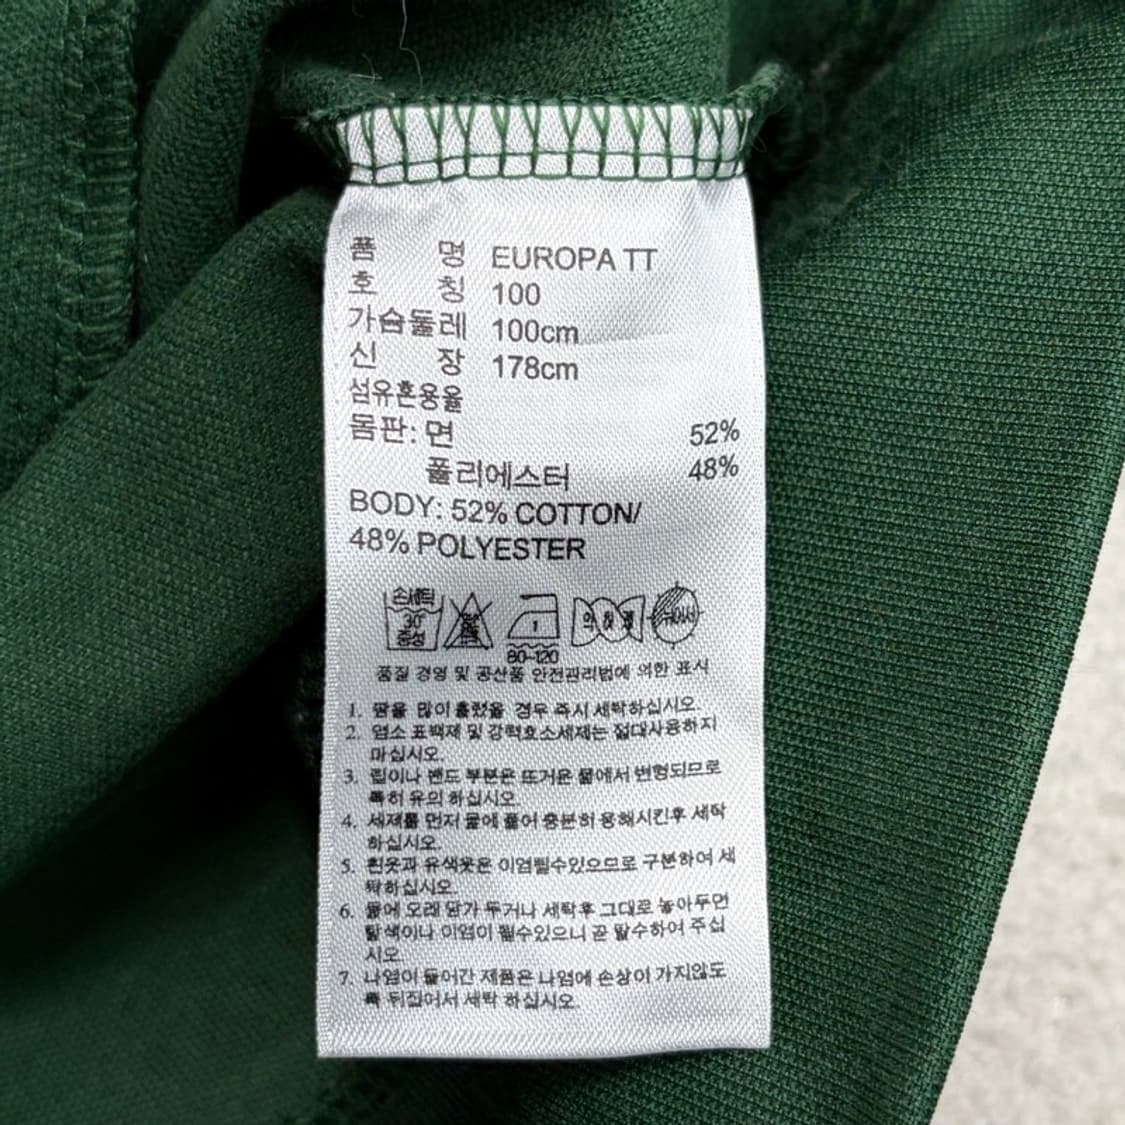 품 명 EUROPA TT
호 칭 100
가슴둘레 100cm
신 장 178cm
섬유혼용율
몸판: 면 52%
폴리에스터 48%
BODY: 52% COTTON/
48% POLYESTER
손세탁
30°
중성
1
80-120
약 하 게
뉘어서
품질 경영 및 공산품 안전관리법에 의한 표시
1. 땀을 많이 흘렸을 경우 즉시 세탁하십시오
2. 염소 표백제 및 강력효소세제는 절대사용하지
마십시오.
3. 립이나 밴드 부분은 뜨거운 물에서 변형되므로
특히 유의 하십시오.
4. 세제를 먼저 물에 풀어 충분히 용해시킨후 세탁
하십시오.
5. 흰옷과 유색옷은 이염될수있으므로 구분하여 세
탁하십시오.
6. 물에 오래 담가 두거나 세탁후 그대로 놓아두면
탈색이나 이염이 될수있으니 곧 탈수하여 주십
시오.
7. 나염이 들어간 제품은 나염에 손상이 가지않도
록 뒤집어서 세탁 하십시오.